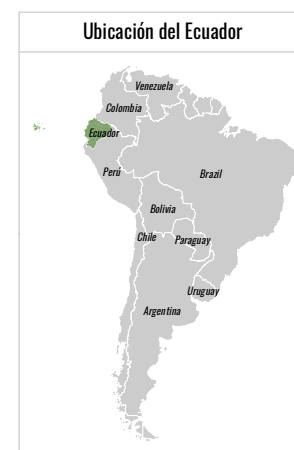 Ubicación del Ecuador
Venezuela
Colombia
Ecuador
Perú
Brazil
Bolivia
Chile
Paraguay
Uruguay
Argentina